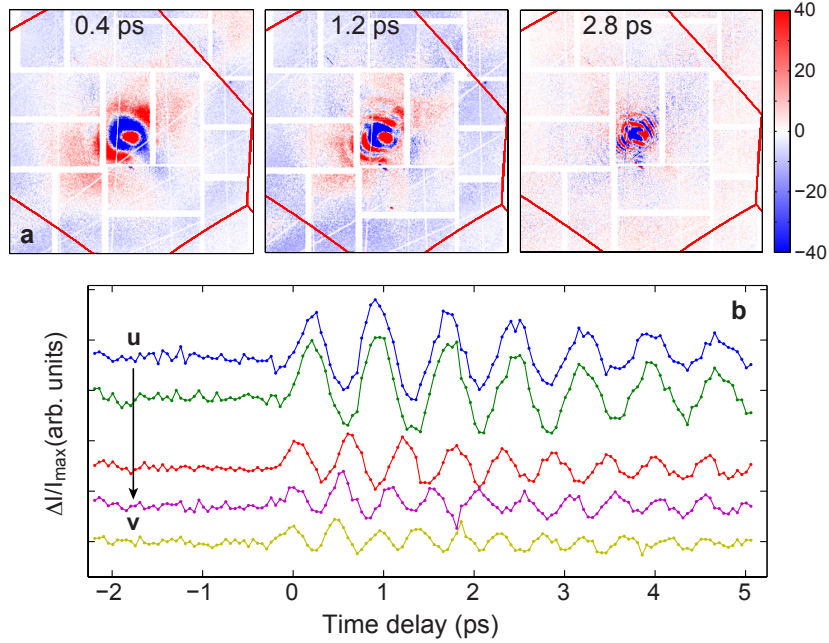 0.4 ps
1.2 ps
2.8 ps
40
20
0
−20
−40
a
b
u
v
ΔI/I_max(arb. units)
−2
−1
0
1
2
3
4
5
Time delay (ps)